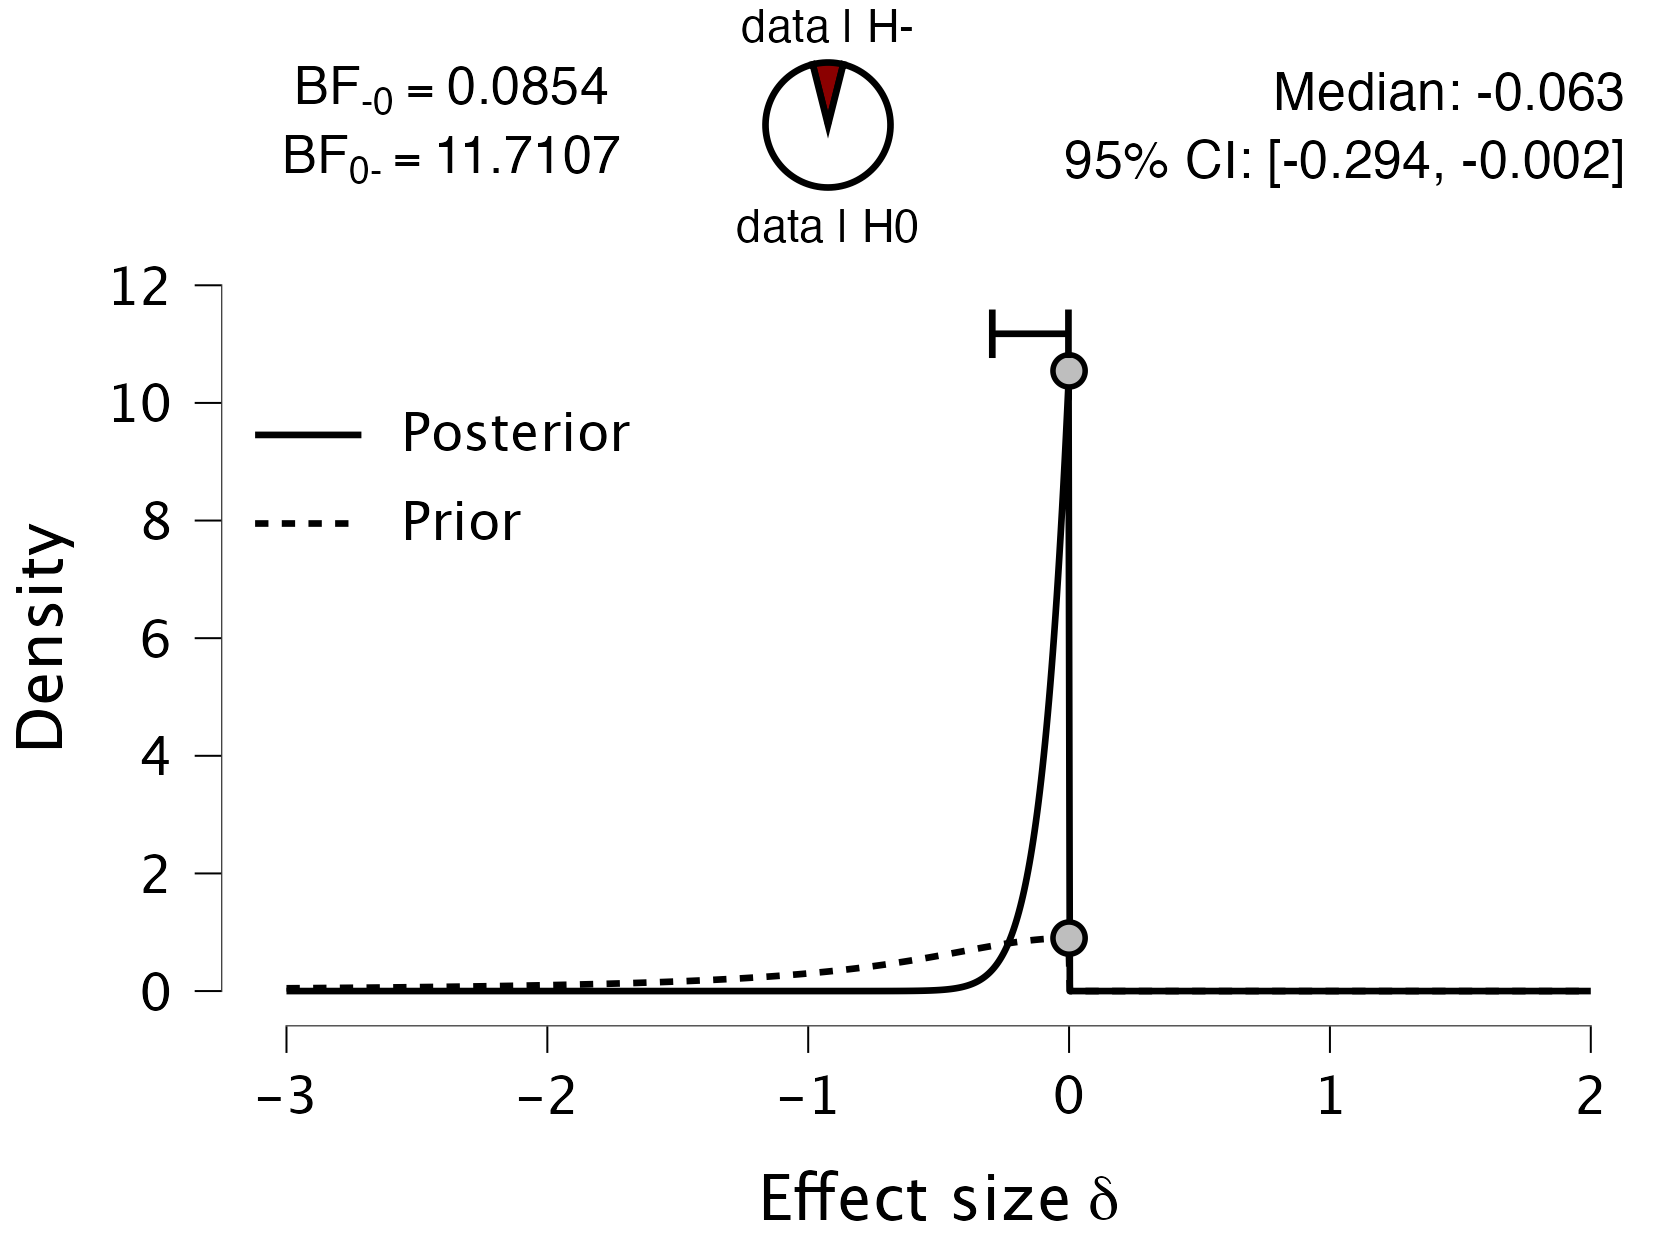 data | H-
BF-0 = 0.0854
BF0- = 11.7107
Median: -0.063
95% CI: [-0.294, -0.002]
data | H0
12
10
8
6
4
2
0
Density
Posterior
Prior
−3
−2
−1
0
1
2
Effect size δ